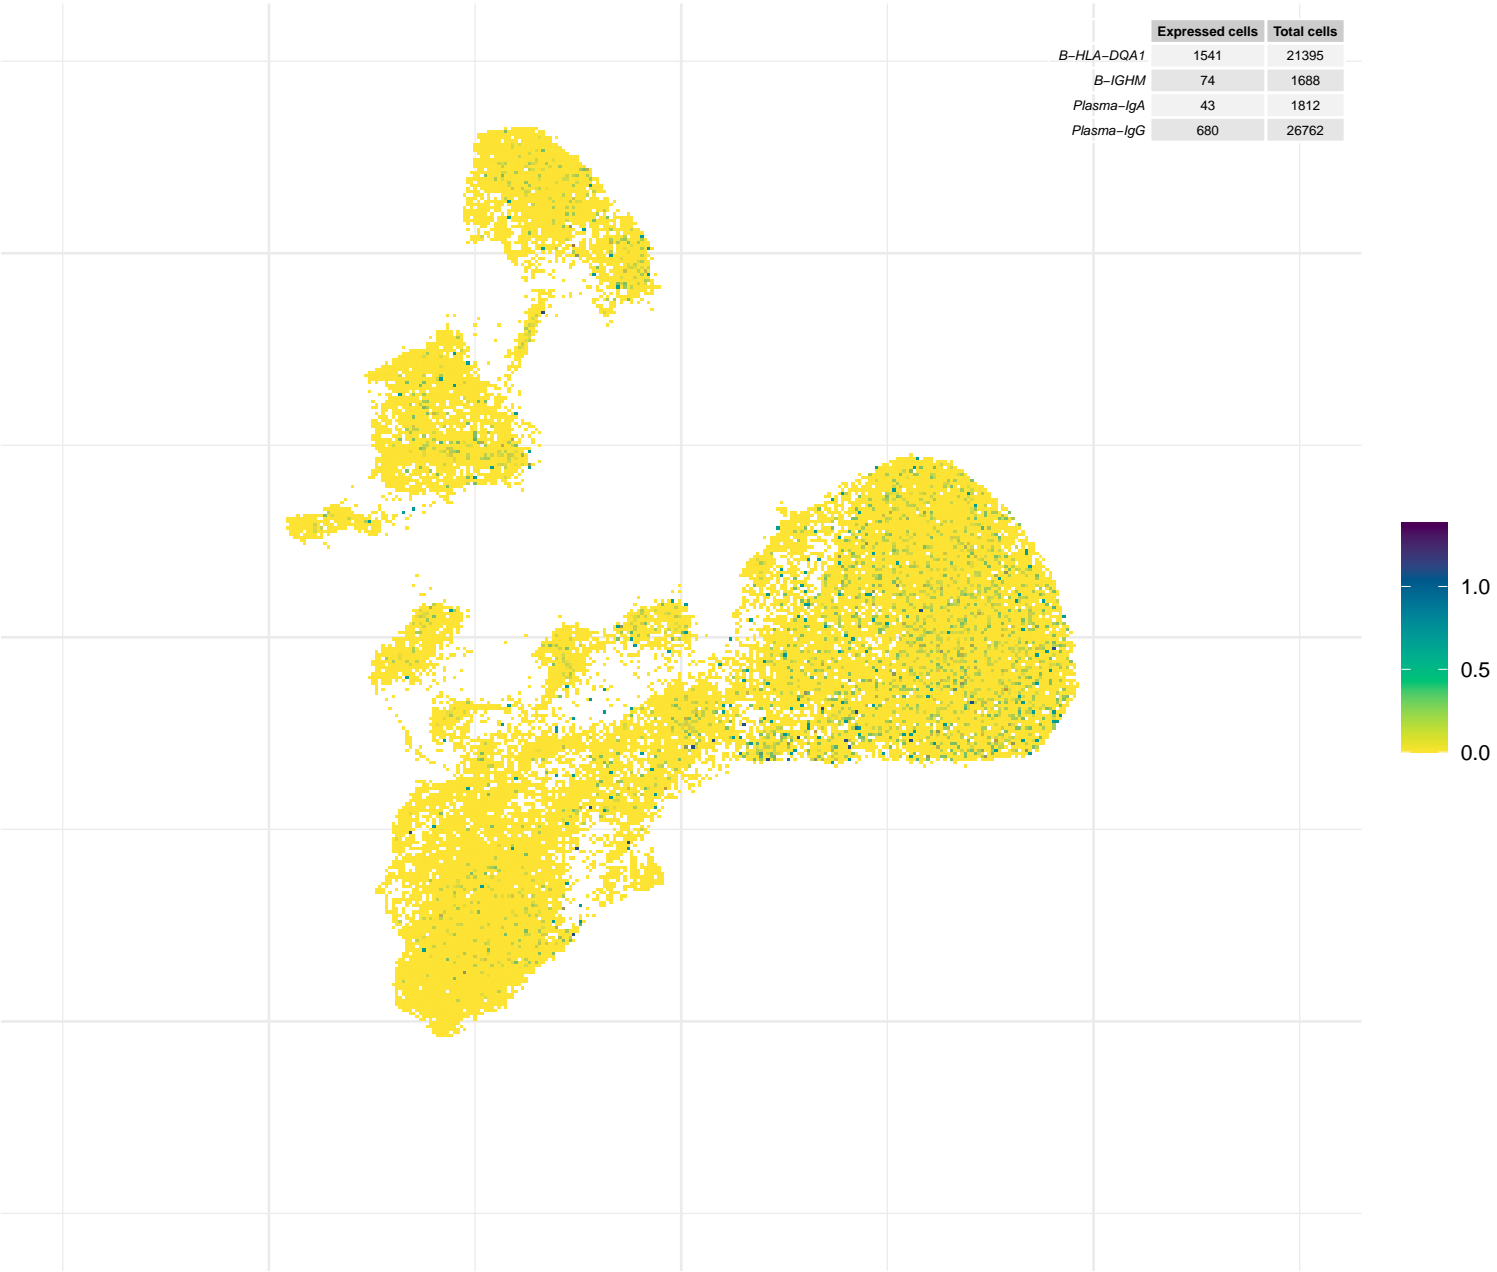 Expressed cells Total cells
B−HLA−DQA1 1541 21395
B−IGHM 74 1688
Plasma−IgA 43 1812
Plasma−IgG 680 26762
1.0
0.5
0.0